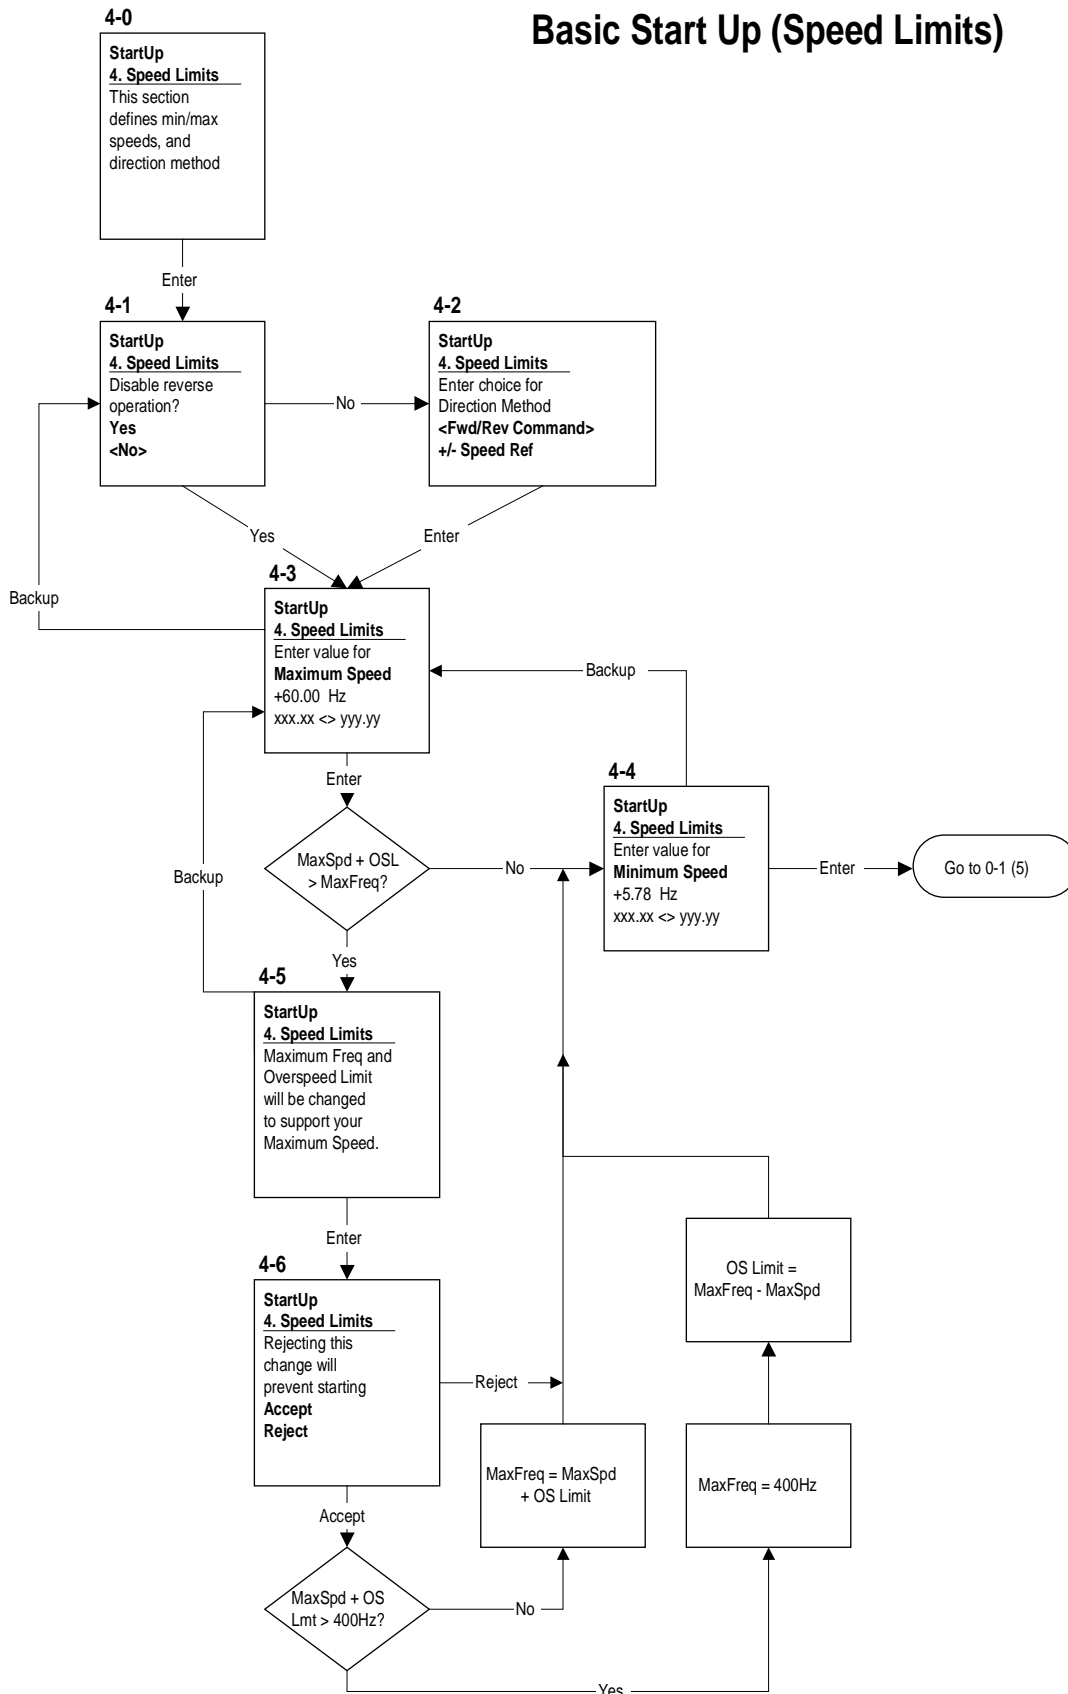 Basic Start Up (Speed Limits)
4-0
StartUp
4. Speed Limits
This section
defines min/max
speeds, and
direction method
Enter
4-1
StartUp
4. Speed Limits
Disable reverse
operation?
Yes
<No>
No
4-2
StartUp
4. Speed Limits
Enter choice for
Direction Method
<Fwd/Rev Command>
+/- Speed Ref
Yes
Enter
Backup
4-3
StartUp
4. Speed Limits
Enter value for
Maximum Speed
+60.00 Hz
xxx.xx <> yyy.yy
Backup
Enter
MaxSpd + OSL
> MaxFreq?
No
Backup
4-4
StartUp
4. Speed Limits
Enter value for
Minimum Speed
+5.78 Hz
xxx.xx <> yyy.yy
Enter
Go to 0-1 (5)
Yes
4-5
StartUp
4. Speed Limits
Maximum Freq and
Overspeed Limit
will be changed
to support your
Maximum Speed.
Enter
4-6
StartUp
4. Speed Limits
Rejecting this
change will
prevent starting
Accept
Reject
Reject
OS Limit =
MaxFreq - MaxSpd
MaxFreq = MaxSpd
+ OS Limit
MaxFreq = 400Hz
Accept
MaxSpd + OS
Lmt > 400Hz?
No
Yes